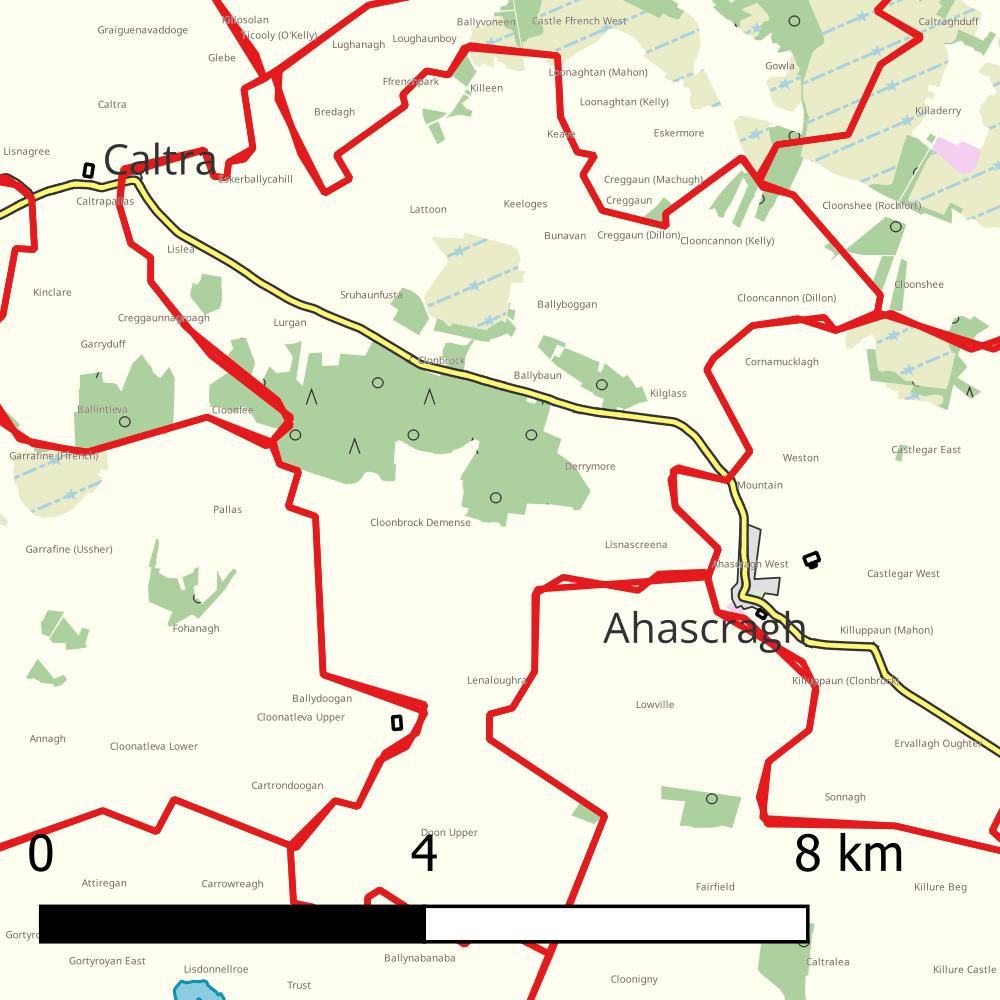 Killosolan
Ticooly (O'Kelly)
Graiguenavaddoge
Ballyvoneen
Castle Ffrench West
Caltraghduff
Loughaunboy
Lughanagh
Glebe
Gowla
Loonaghtan (Mahon)
Ffrenchpark
Killeen
Caltra
Loonaghtan (Kelly)
Bredagh
Killaderry
Keave
Eskermore
Lisnagree
Caltra
Eskerballycahill
Creggaun (Machugh)
Caltrapallas
Creggaun
Keeloges
Cloonshee (Rochfort)
Lattoon
Bunavan
Creggaun (Dillon)
Clooncannon (Kelly)
Lislea
Cloonshee
Kinclare
Sruhaunfusta
Clooncannon (Dillon)
Ballyboggan
Creggaunnagroagh
Lurgan
Garryduff
Clonbrock
Cornamucklagh
Ballybaun
Kilglass
Ballintleva
Cloonfee
Castlegar East
Garrafine (Ffrench)
Weston
Derrymore
Mountain
Pallas
Cloonbrock Demense
Lisnascreena
Garrafine (Ussher)
Ahascragh West
Castlegar West
Fohanagh
Ahascragh
Killuppaun (Mahon)
Lenaloughra
Killuppaun (Clonbrock)
Ballydoogan
Lowville
Cloonatleva Upper
Annagh
Cloonatleva Lower
Ervallagh Oughter
Cartrondoogan
Sonnagh
Doon Upper
0 4 8 km
Attiregan
Carrowreagh
Fairfield
Killure Beg
Gortyroyan East
Lisdonnellroe
Ballynabanaba
Caltralea
Killure Castle
Trust
Cloonigny